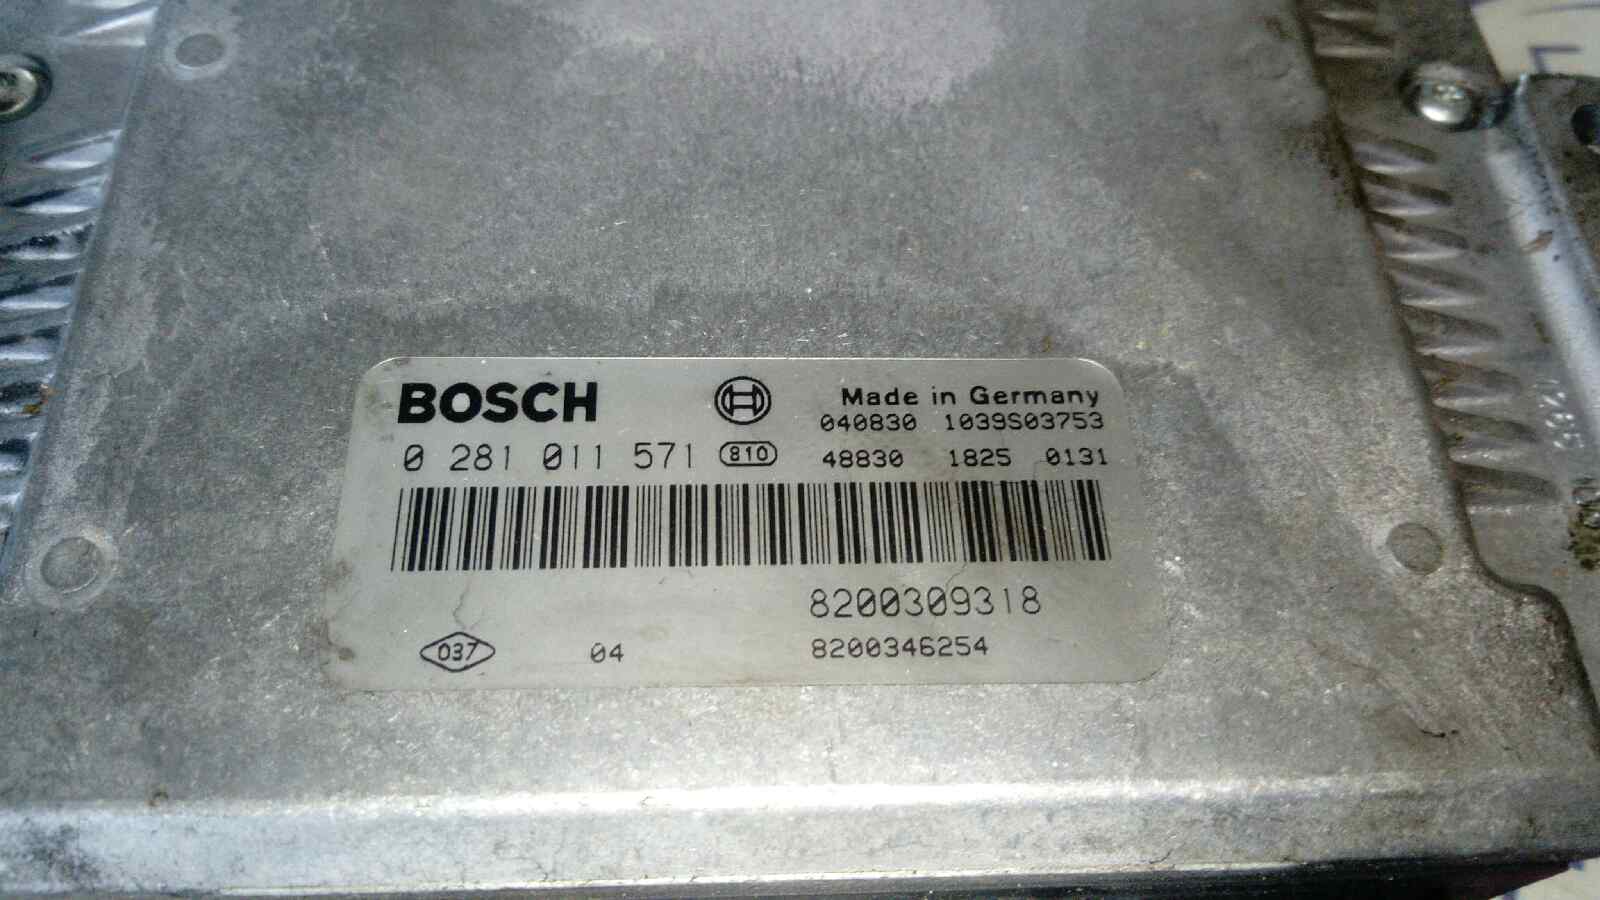 BOSCH
Made in Germany
040830 1039S03753
0 281 011 571 810 48830 1825 0131
8200309318
037 04 8200346254